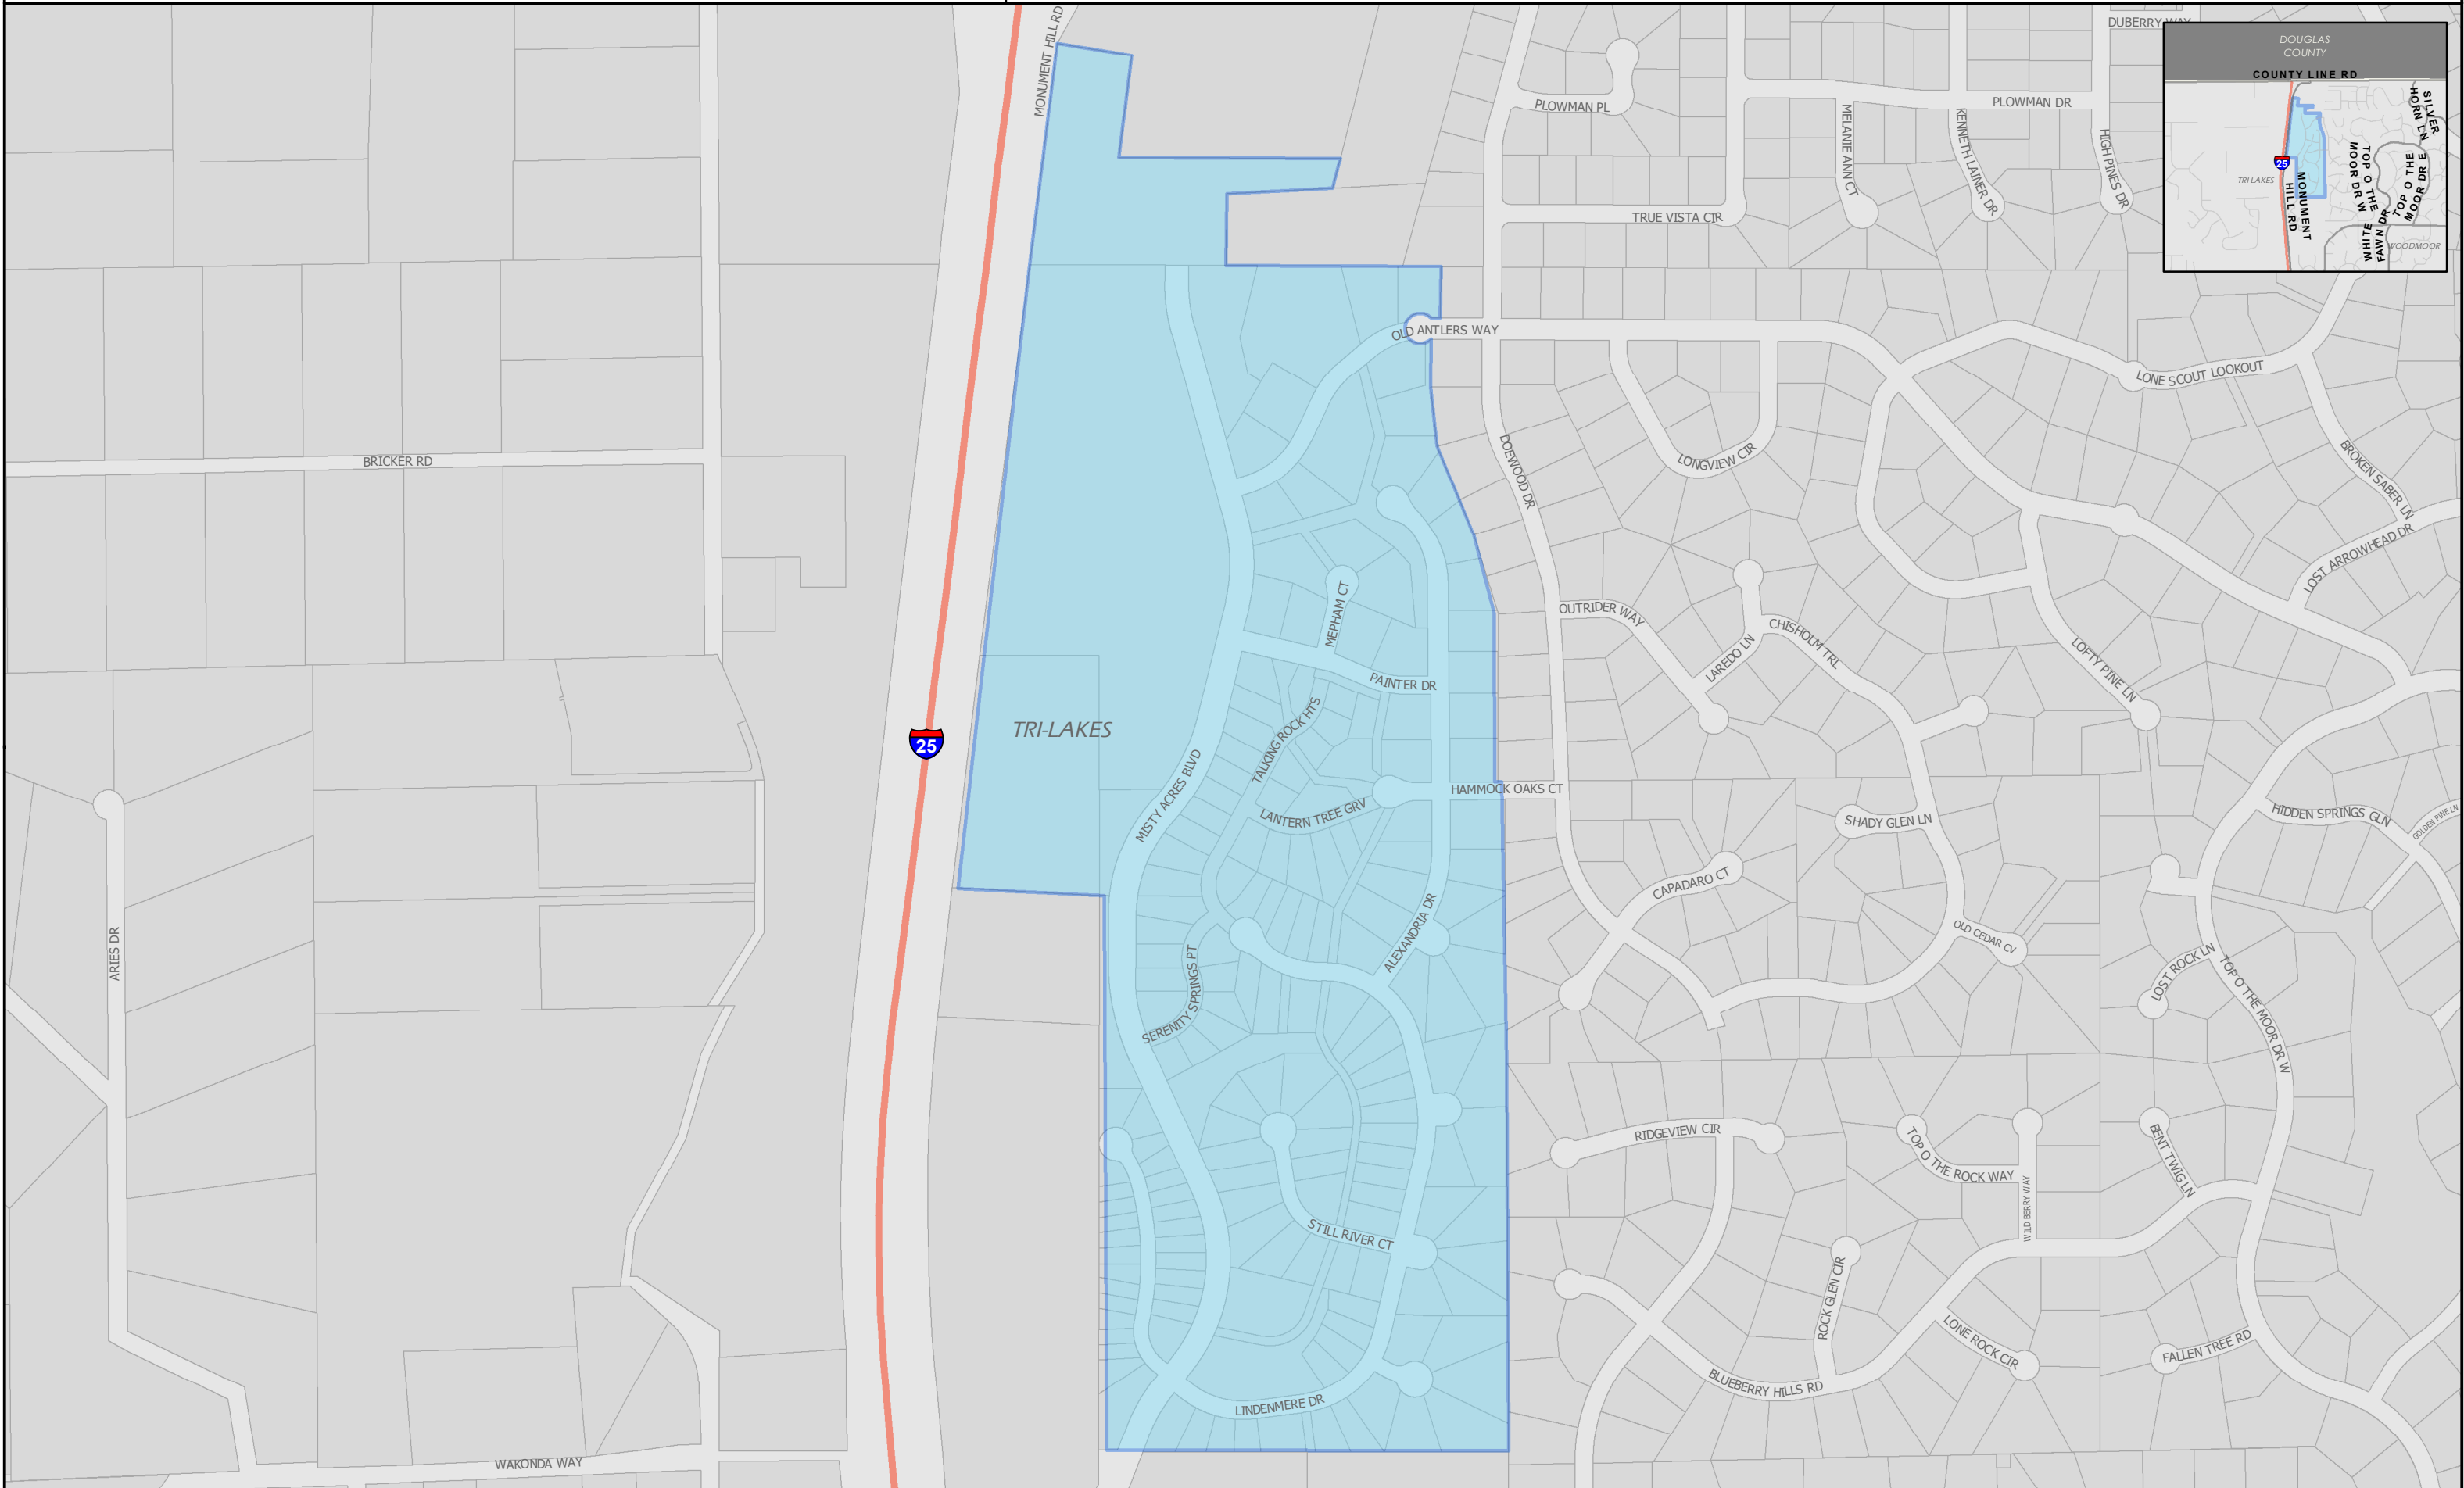 MONUMENT HILL RD
DUBERRY WAY
PLOWMAN PL
PLOWMAN DR
MELANIE ANN CT
KENNETH LAINER DR
HIGH PINES DR
TRUE VISTA CIR
DOUGLAS
COUNTY
COUNTY LINE RD
SILVER
HORN LN
TOP O THE
MOOR DR W
TOP O THE
MOOR DR E
25
TRI-LAKES
MONUMENT
HILL RD
WHITE
FAWN DR
WOODMOOR
OLD ANTLERS WAY
LONE SCOUT LOOKOUT
BRICKER RD
DOEWOOD DR
LONGVIEW CIR
BROKEN SABER LN
LOST ARROWHEAD DR
MEPHAM CT
OUTRIDER WAY
CHISHOLM TRL
LAREDO LN
LOFTY PINE LN
PAINTER DR
TALKING ROCK HTS
TRI-LAKES
25
MISTY ACRES BLVD
HAMMOCK OAKS CT
LANTERN TREE GRV
SHADY GLEN LN
HIDDEN SPRINGS GLN
GOLDEN PINE LN
CAPADARO CT
ARIES DR
ALEXANDRIA DR
OLD CEDAR CV
SERENITY SPRINGS PT
LOST ROCK LN
TOP O THE MOOR DR W
RIDGEVIEW CIR
TOP O THE ROCK WAY
BENT TWIG LN
WILD BERRY WAY
STILL RIVER CT
ROCK GLEN CIR
LONE ROCK CIR
FALLEN TREE RD
BLUEBERRY HILLS RD
LINDENMERE DR
WAKONDA WAY